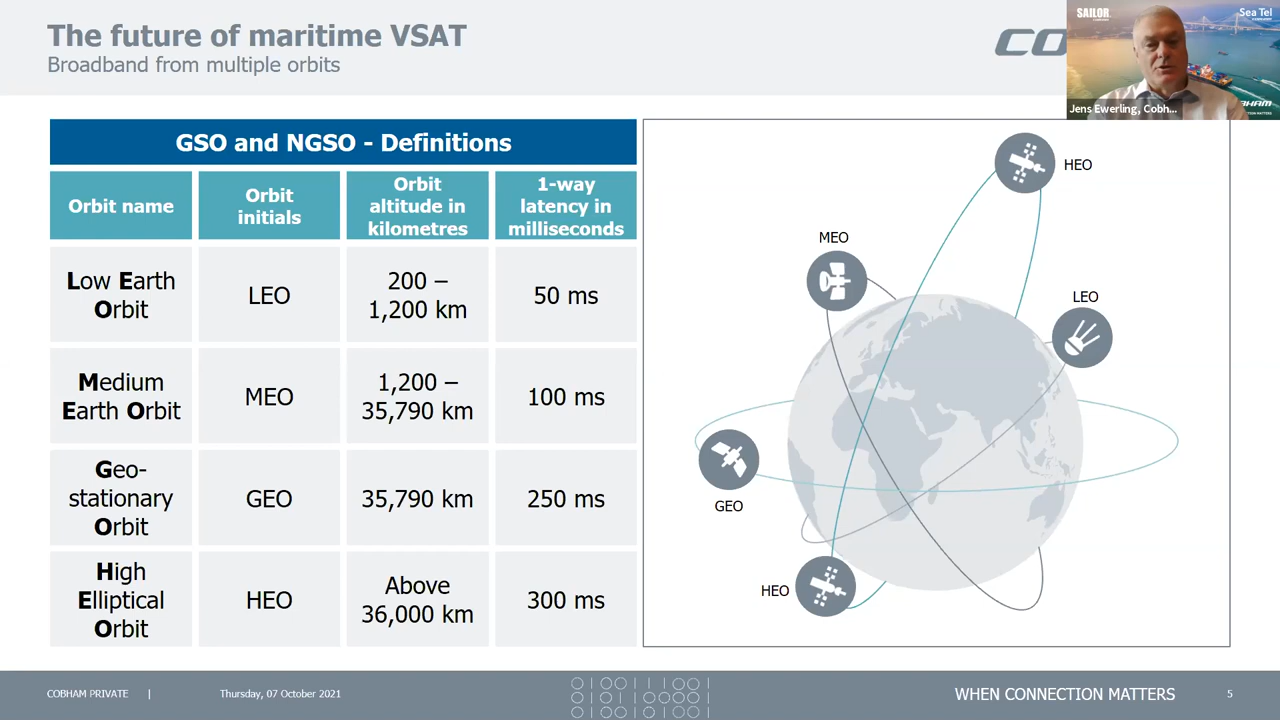 The future of maritime VSAT
Broadband from multiple orbits
CO
SAILOR
Sea Tel
Jens Ewerling, Cobh...
GSO and NGSO - Definitions
Orbit name
Orbit
initials
Orbit
altitude in
kilometres
1-way
latency in
milliseconds
Low Earth
Orbit
LEO
200 –
1,200 km
50 ms
Medium
Earth Orbit
MEO
1,200 –
35,790 km
100 ms
Geo-
stationary
Orbit
GEO
35,790 km
250 ms
High
Elliptical
Orbit
HEO
Above
36,000 km
300 ms
HEO
MEO
LEO
GEO
HEO
COBHAM PRIVATE |
Thursday, 07 October 2021
WHEN CONNECTION MATTERS
5